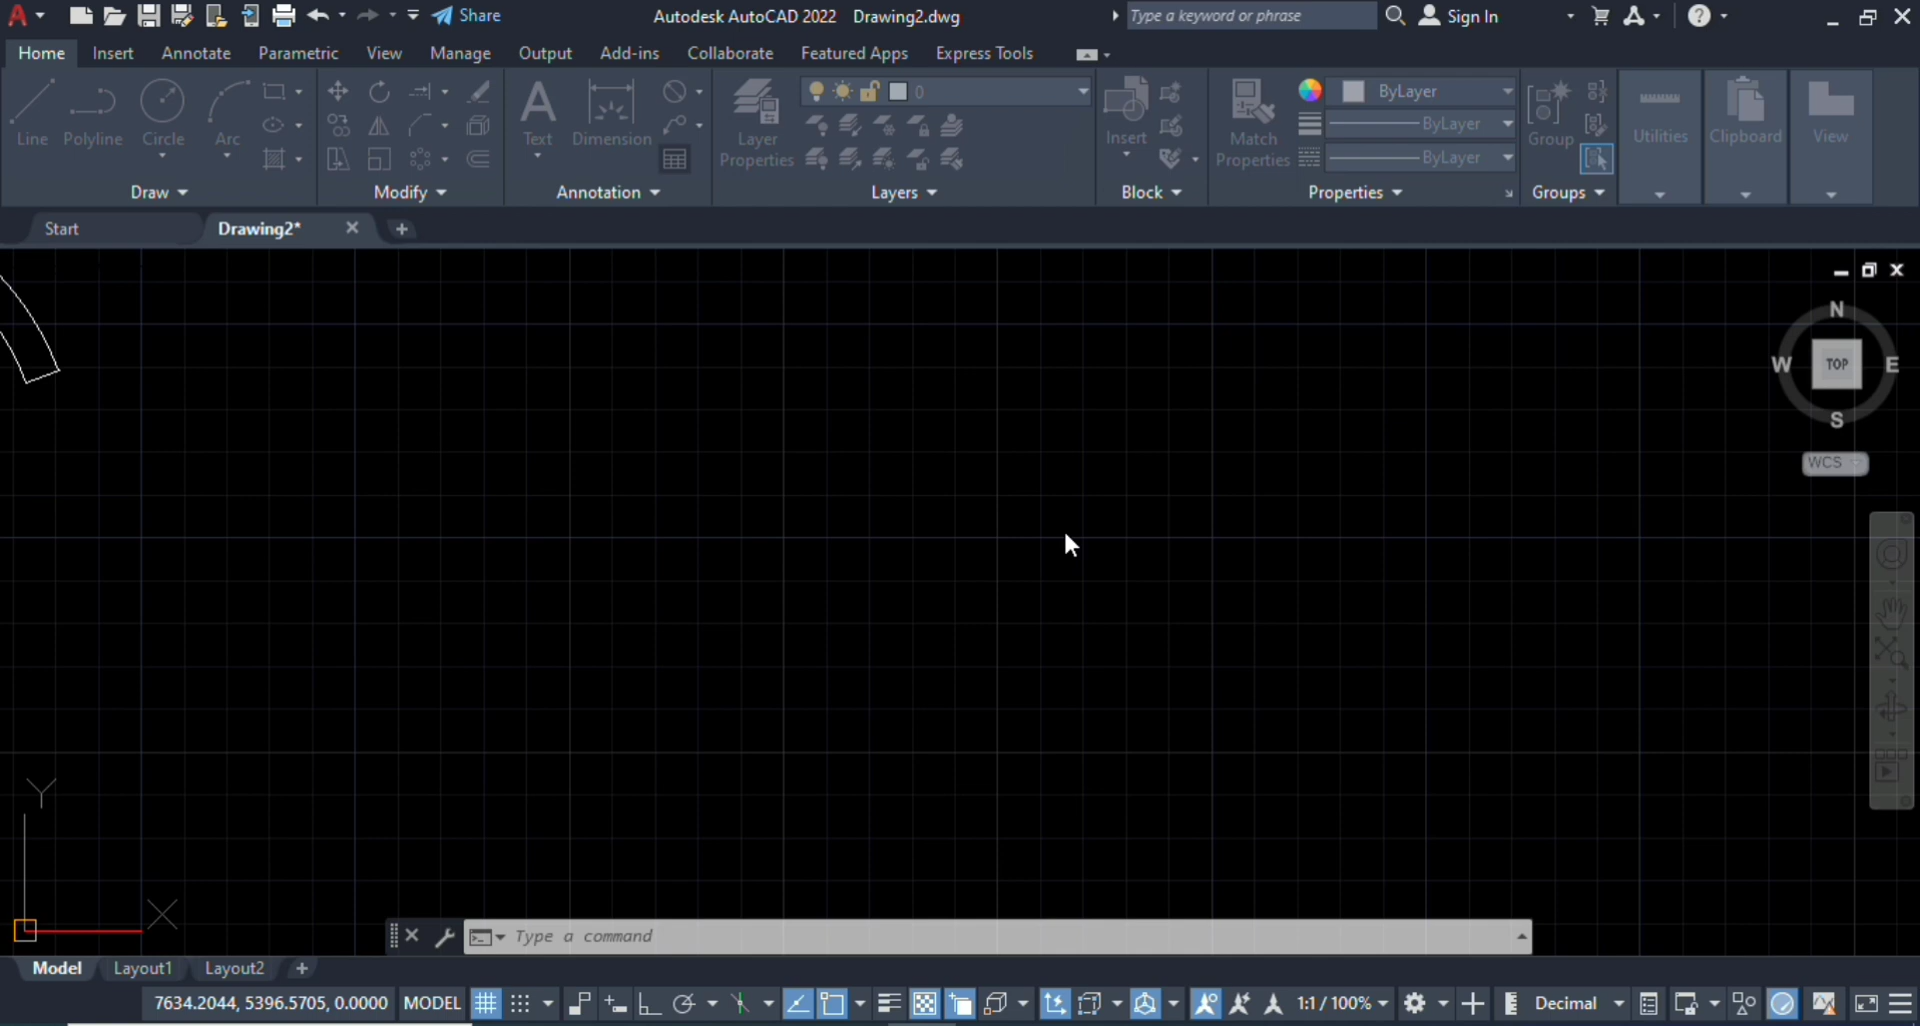 Share
Autodesk AutoCAD 2022 Drawing2.dwg
Type a keyword or phrase
Sign In
Home Insert Annotate Parametric View Manage Output Add-ins Collaborate Featured Apps Express Tools
Line Polyline Circle Arc
Text Dimension
Layer Properties
0
Insert
Match Properties
ByLayer
ByLayer
ByLayer
Group
Utilities
Clipboard
View
Draw Modify Annotation Layers Block Properties Groups
Start Drawing2*
N
W TOP E
S
WCS
Y
X
Type a command
Model Layout1 Layout2
7634.2044, 5396.5705, 0.0000 MODEL 1:1 / 100% Decimal